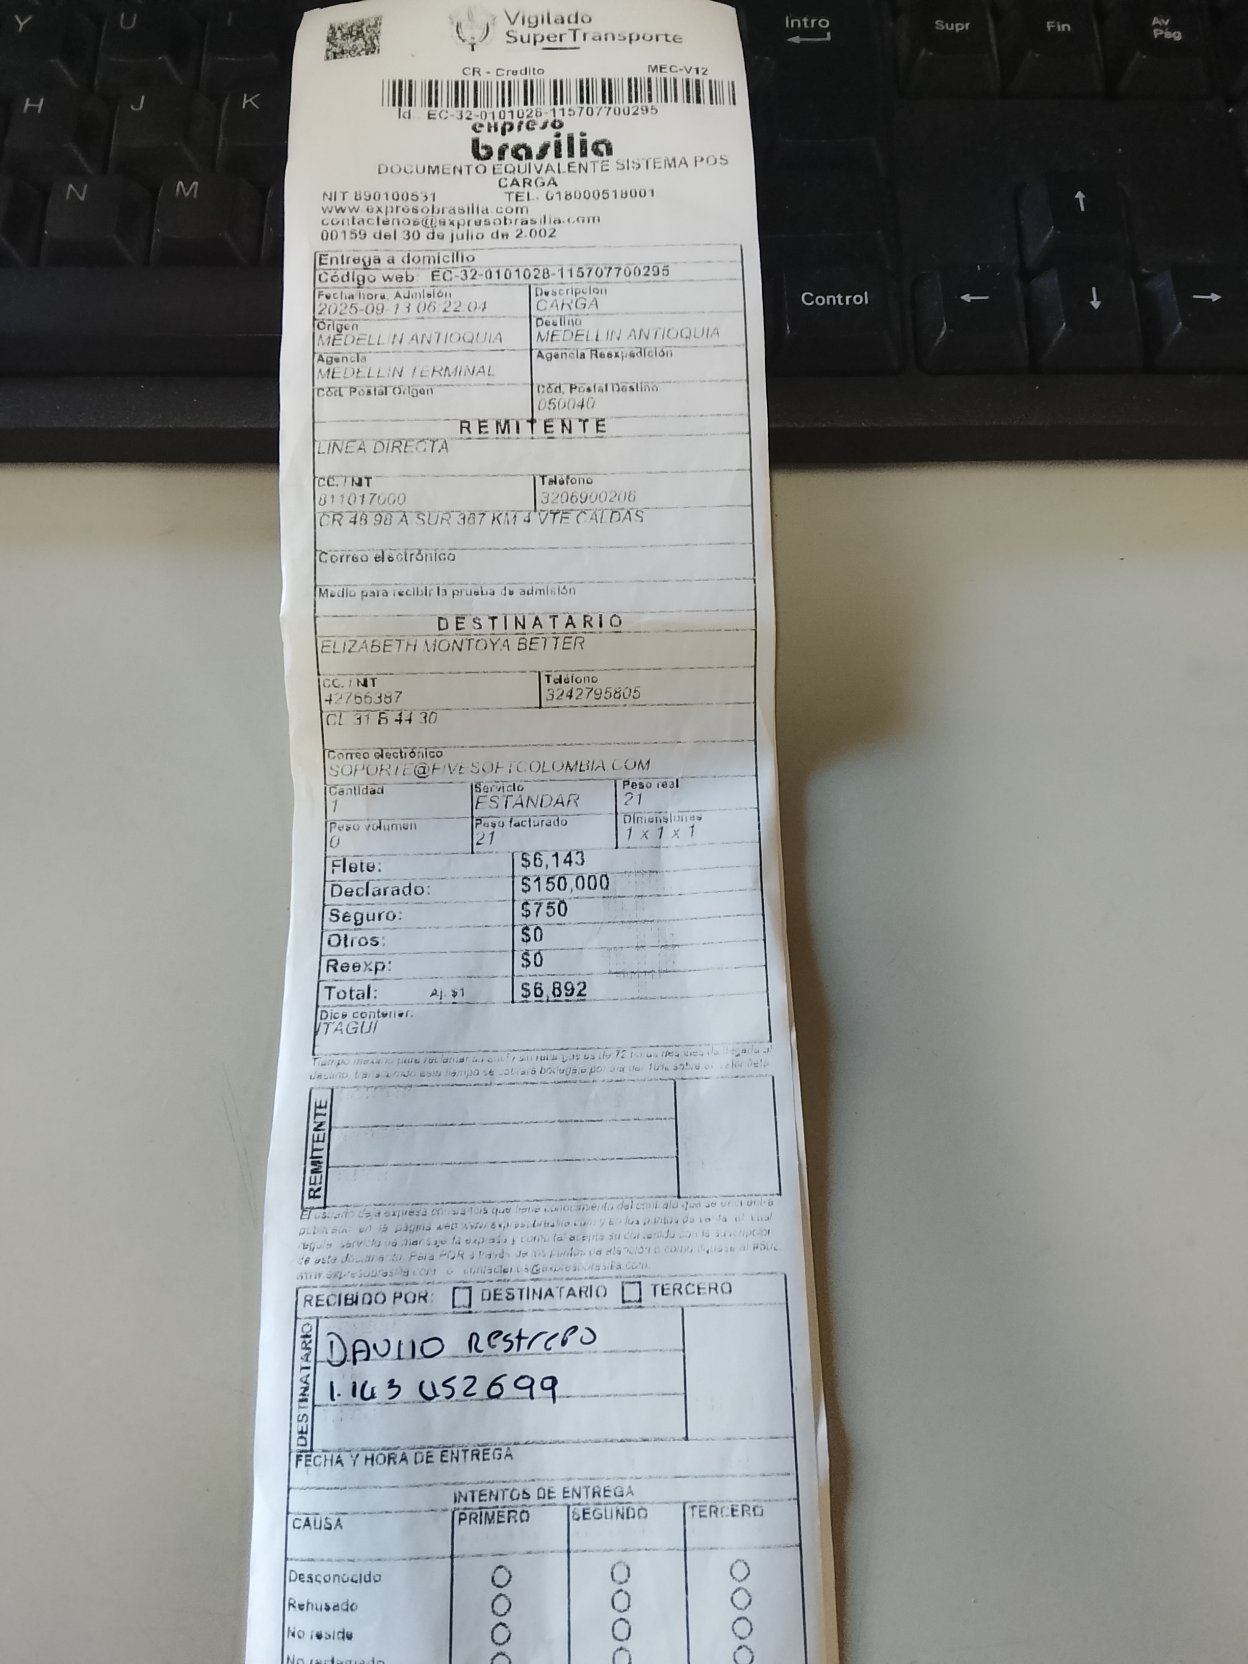 Y U I Intro Supr Fin Av Pág
H J K
N M
Control
Vigilado
SuperTransporte
CR - Credito MEC-V12
Id. EC-32-0101028-115707700295
expreso
brasilia
DOCUMENTO EQUIVALENTE SISTEMA POS
CARGA
NIT 890100531 TEL. 018000518001
www.expresobrasilia.com
contactenos@expresobrasilia.com
00159 del 30 de julio de 2.002
Entrega a domicilio
Código web: EC-32-0101028-115707700295
Fecha hora, Admisión Descripcion
2025-09-13 06:22:04 CARGA
Origen Destino
MEDELLIN ANTIOQUIA MEDELLIN ANTIOQUIA
Agencia Agencia Reexpedición
MEDELLIN TERMINAL
Cód. Postal Origen Cód. Postal Destino
050040
REMITENTE
LINEA DIRECTA
CC. / NIT Teléfono
811017000 3206900206
CR 48 98 A SUR 367 KM 4 VTE CALDAS
Correo electrónico
Medio para recibir la prueba de admisión
DESTINATARIO
ELIZABETH MONTOYA BETTER
CC. / NIT Teléfono
42766387 3242795805
CL 31 B 44 30
Correo electrónico
SOPORTE@FIVESOFTCOLOMBIA.COM
Cantidad Servicio Peso real
1 ESTANDAR 21
Peso volumen Peso facturado Dimensiones
0 21 1 x 1 x 1
Flete: $6,143
Declarado: $150,000
Seguro: $750
Otros: $0
Reexp: $0
Total: Aj. $1 $6,892
Dice contener:
ITAGUI
REMITENTE
RECIBIDO POR: DESTINATARIO TERCERO
DESTINATARIO
DAVIID Restrepo
1.143 452699
FECHA Y HORA DE ENTREGA
INTENTOS DE ENTREGA
CAUSA PRIMERO SEGUNDO TERCERO
Desconocido
Rehusado
No reside
No reclamado